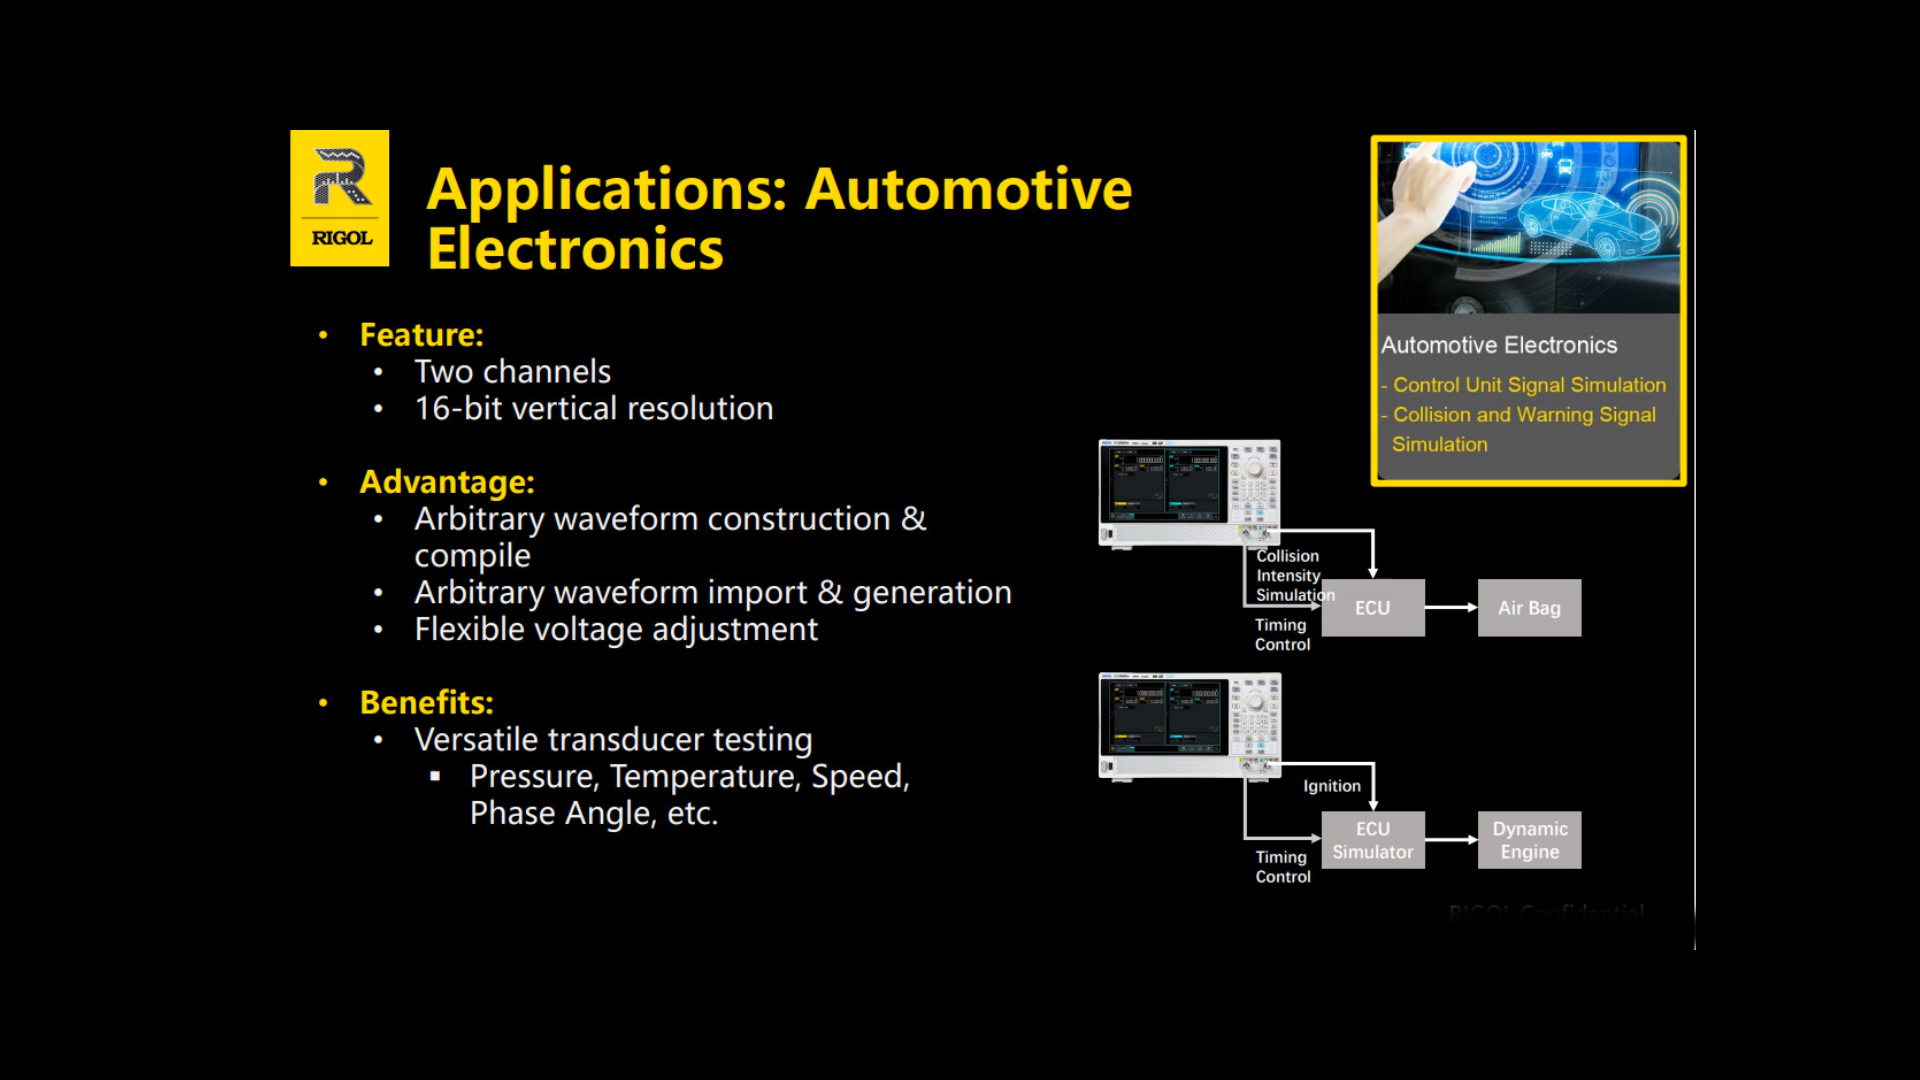 RIGOL
Applications: Automotive
Electronics
• Feature:
• Two channels
• 16-bit vertical resolution
• Advantage:
• Arbitrary waveform construction &
compile
• Arbitrary waveform import & generation
• Flexible voltage adjustment
• Benefits:
• Versatile transducer testing
▪ Pressure, Temperature, Speed,
Phase Angle, etc.
Automotive Electronics
- Control Unit Signal Simulation
- Collision and Warning Signal
Simulation
Collision
Intensity
Simulation
Timing
Control
ECU
Air Bag
Ignition
Timing
Control
ECU
Simulator
Dynamic
Engine
RIGOL Confidential